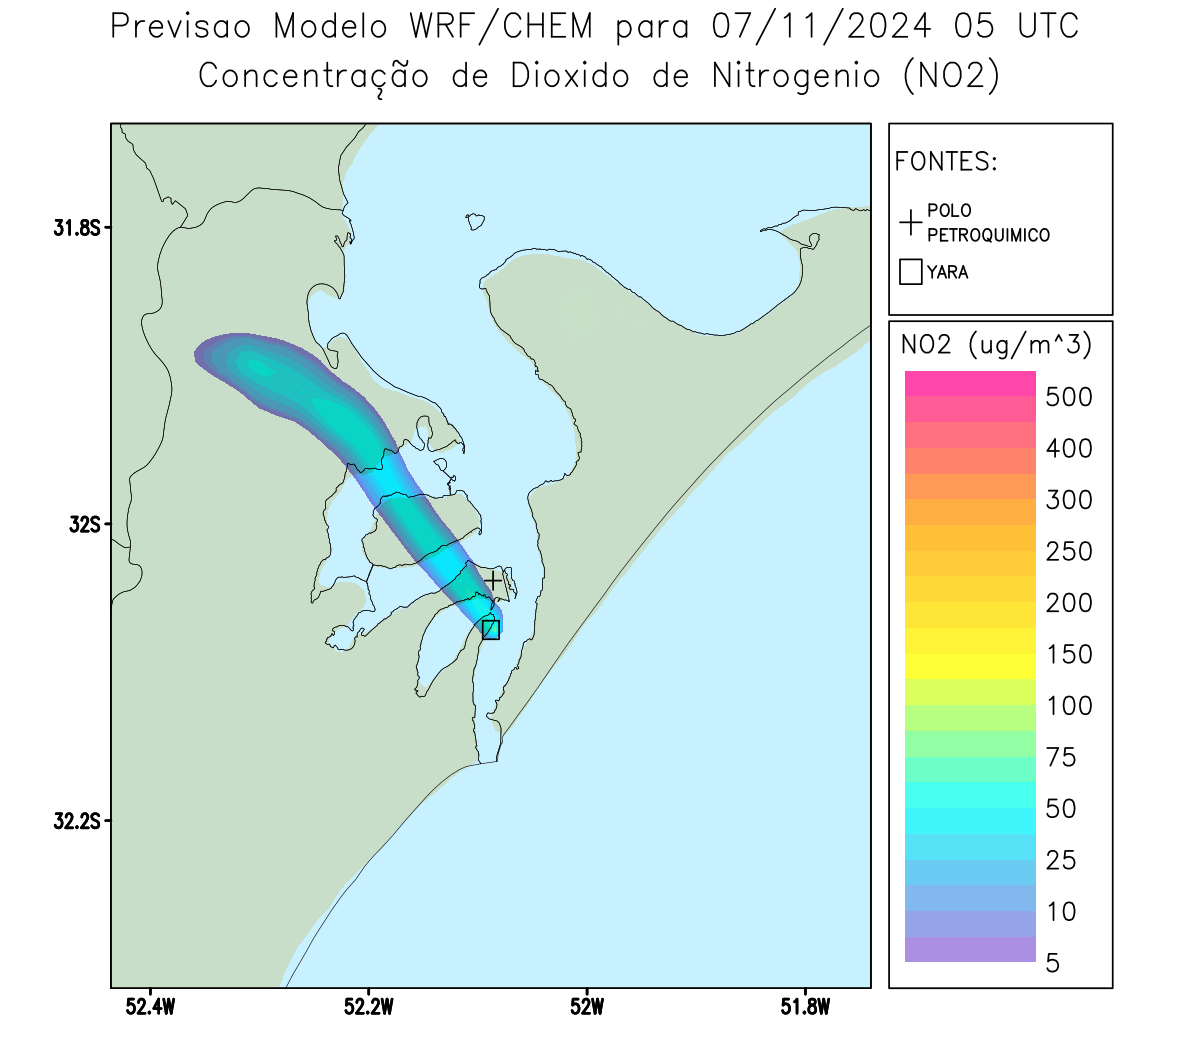 Previsao Modelo WRF/CHEM para 07/11/2024 05 UTC
Concentração de Dioxido de Nitrogenio (NO2)
FONTES:
POLO
PETROQUIMICO
YARA
NO2 (ug/m^3)
500
400
300
250
200
150
100
75
50
25
10
5
31.8S
32S
32.2S
52.4W
52.2W
52W
51.8W